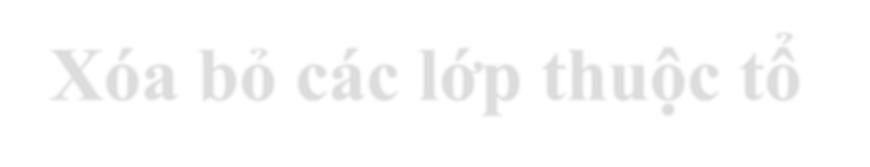 Xóa bỏ các lớp thuộc tổ